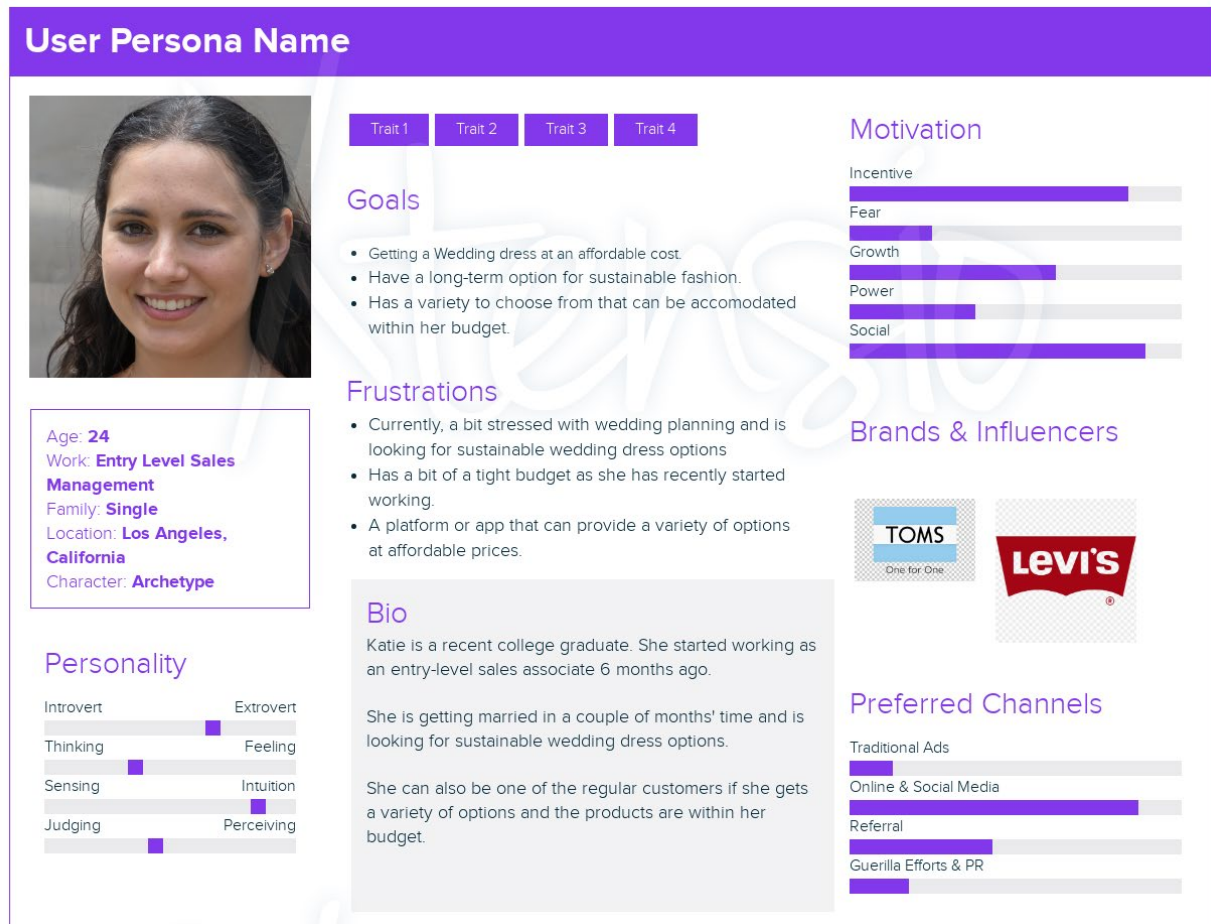 User Persona Name
Trait 1
Trait 2
Trait 3
Trait 4
Goals
• Getting a Wedding dress at an affordable cost.
• Have a long-term option for sustainable fashion.
• Has a variety to choose from that can be accomodated
within her budget.
Frustrations
• Currently, a bit stressed with wedding planning and is
looking for sustainable wedding dress options
• Has a bit of a tight budget as she has recently started
working.
• A platform or app that can provide a variety of options
at affordable prices.
Bio
Katie is a recent college graduate. She started working as
an entry-level sales associate 6 months ago.
She is getting married in a couple of months' time and is
looking for sustainable wedding dress options.
She can also be one of the regular customers if she gets
a variety of options and the products are within her
budget.
Age: 24
Work: Entry Level Sales
Management
Family: Single
Location: Los Angeles,
California
Character: Archetype
Personality
Introvert Extrovert
Thinking Feeling
Sensing Intuition
Judging Perceiving
Motivation
Incentive
Fear
Growth
Power
Social
Brands & Influencers
TOMS
One for One
LEVI'S
®
Preferred Channels
Traditional Ads
Online & Social Media
Referral
Guerilla Efforts & PR
Xtensio